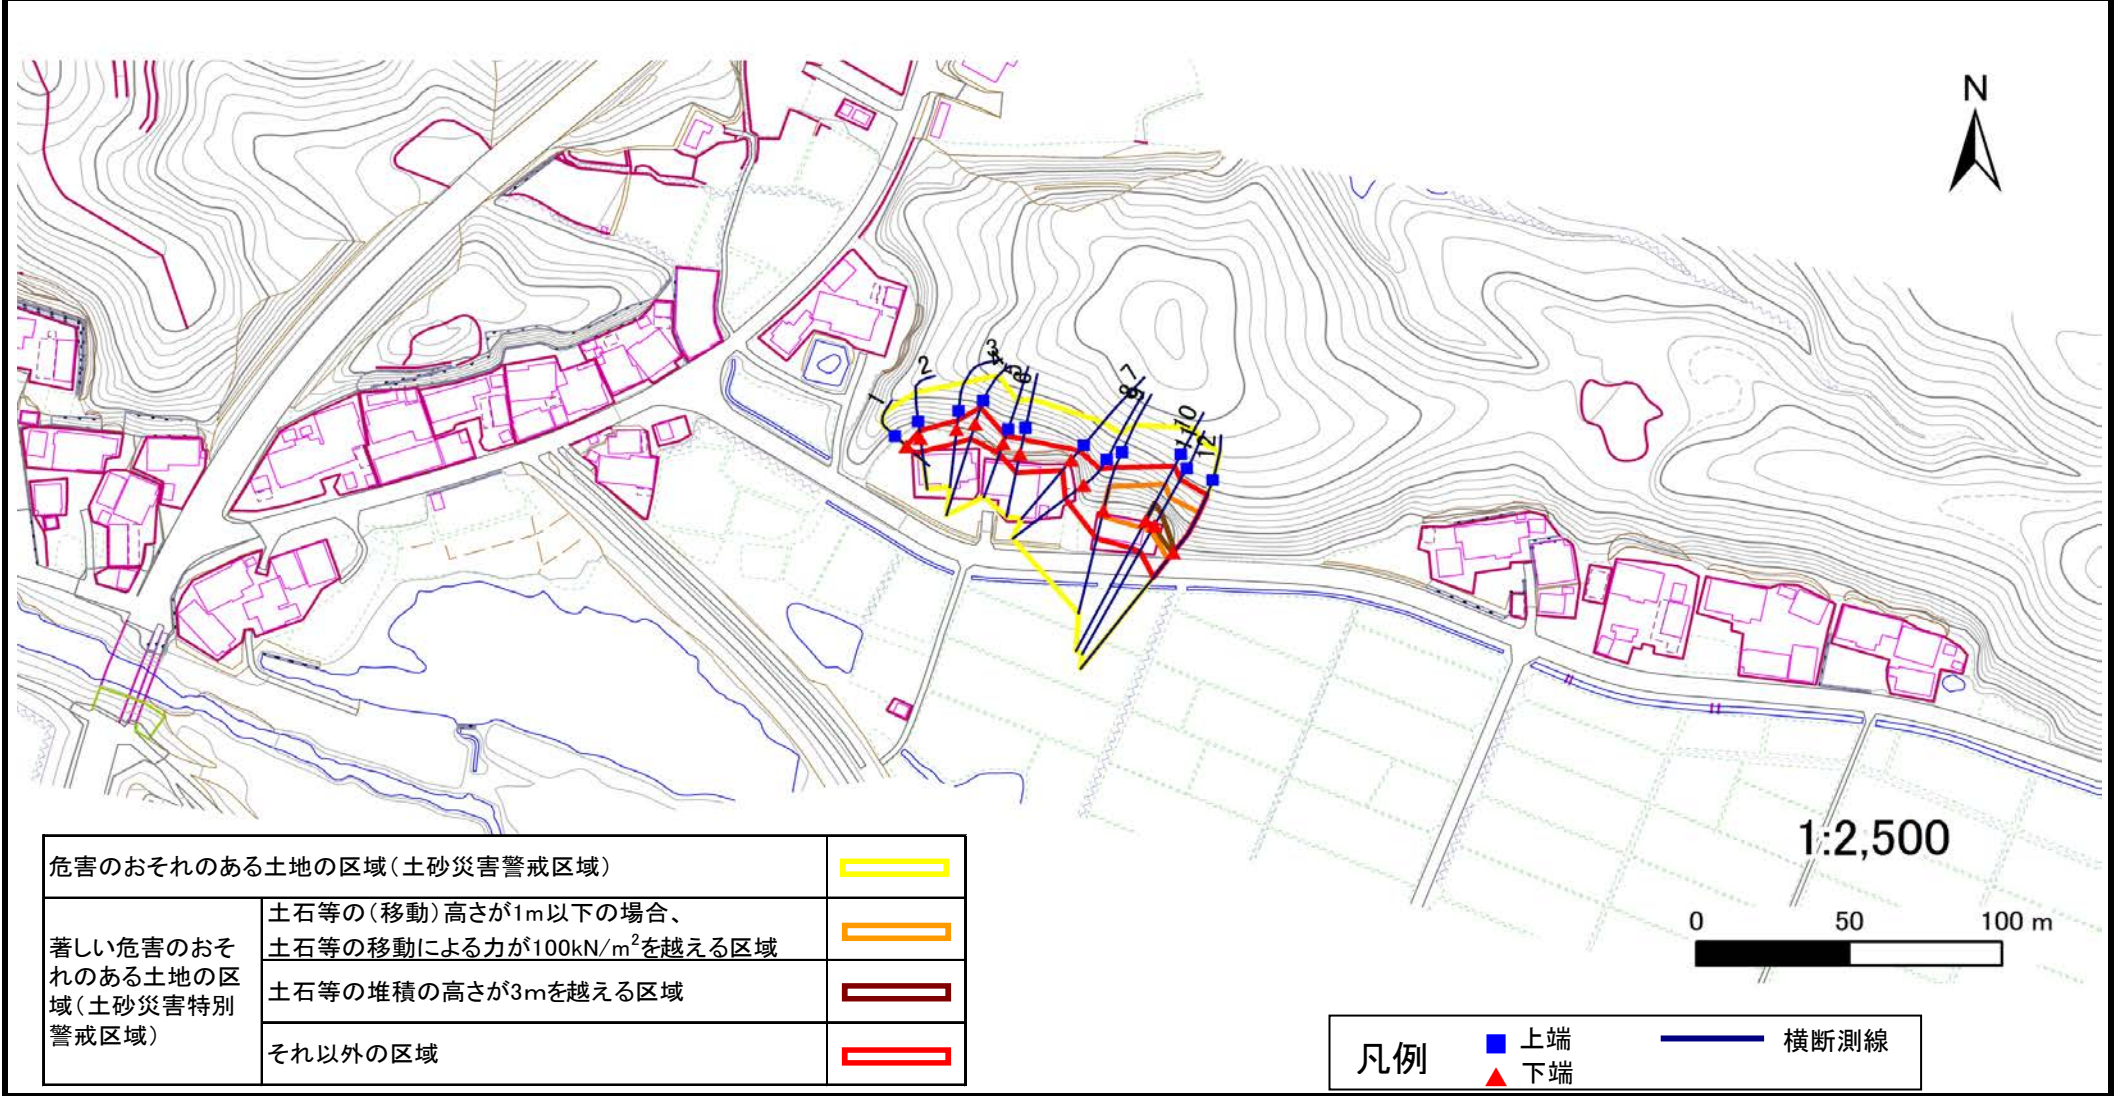 N
1
2
3
4
5
6
7
8
9
10
11
12
1:2,500
0 50 100 m
危害のおそれのある土地の区域(土砂災害警戒区域)
著しい危害のおそ
れのある土地の区
域(土砂災害特別
警戒区域)
土石等の(移動)高さが1m以下の場合、
土石等の移動による力が100kN/m²を越える区域
土石等の堆積の高さが3mを越える区域
それ以外の区域
凡例
上端
下端
横断測線